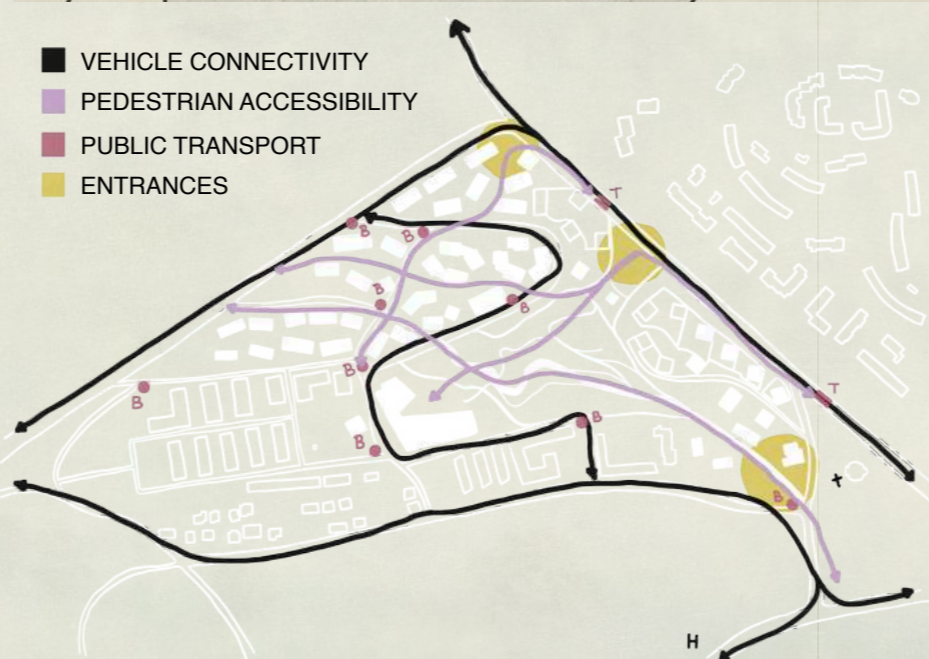 VEHICLE CONNECTIVITY
PEDESTRIAN ACCESSIBILITY
PUBLIC TRANSPORT
ENTRANCES
T
B
B
B
B
B
B
T
B
B
B
H